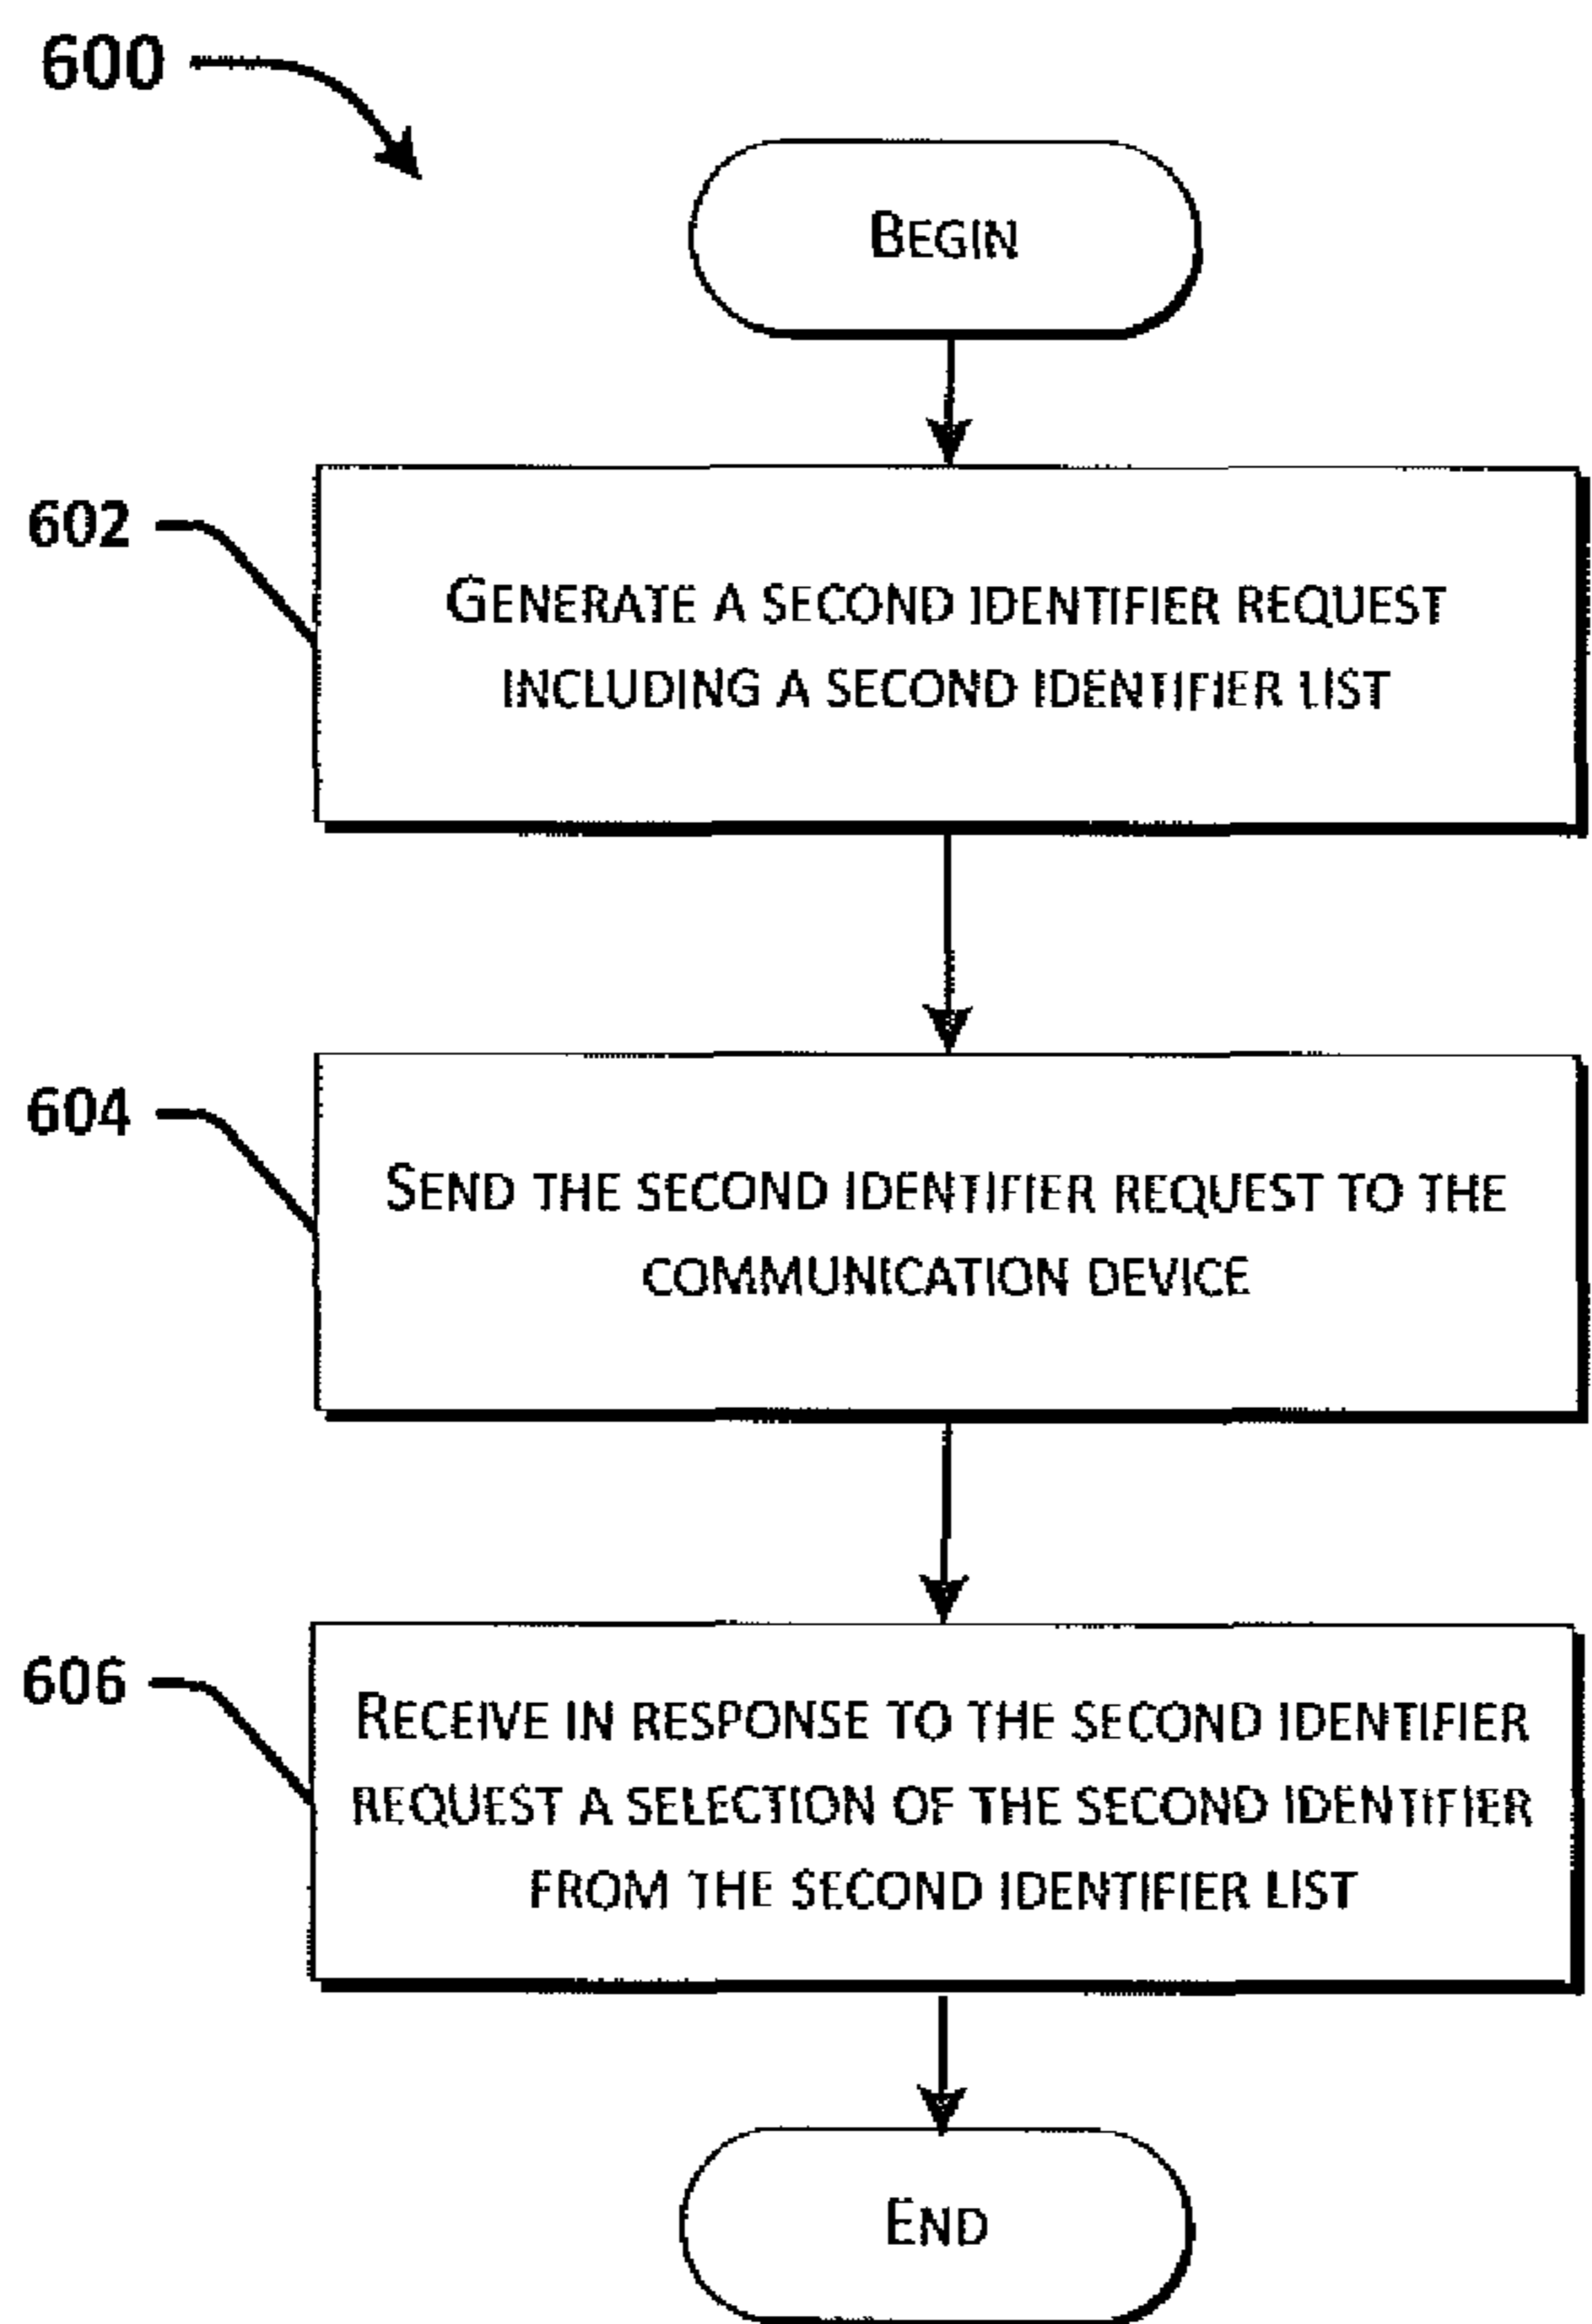 600
BEGIN
602
GENERATE A SECOND IDENTIFIER REQUEST
INCLUDING A SECOND IDENTIFIER LIST
604
SEND THE SECOND IDENTIFIER REQUEST TO THE
COMMUNICATION DEVICE
606
RECEIVE IN RESPONSE TO THE SECOND IDENTIFIER
REQUEST A SELECTION OF THE SECOND IDENTIFIER
FROM THE SECOND IDENTIFIER LIST
END